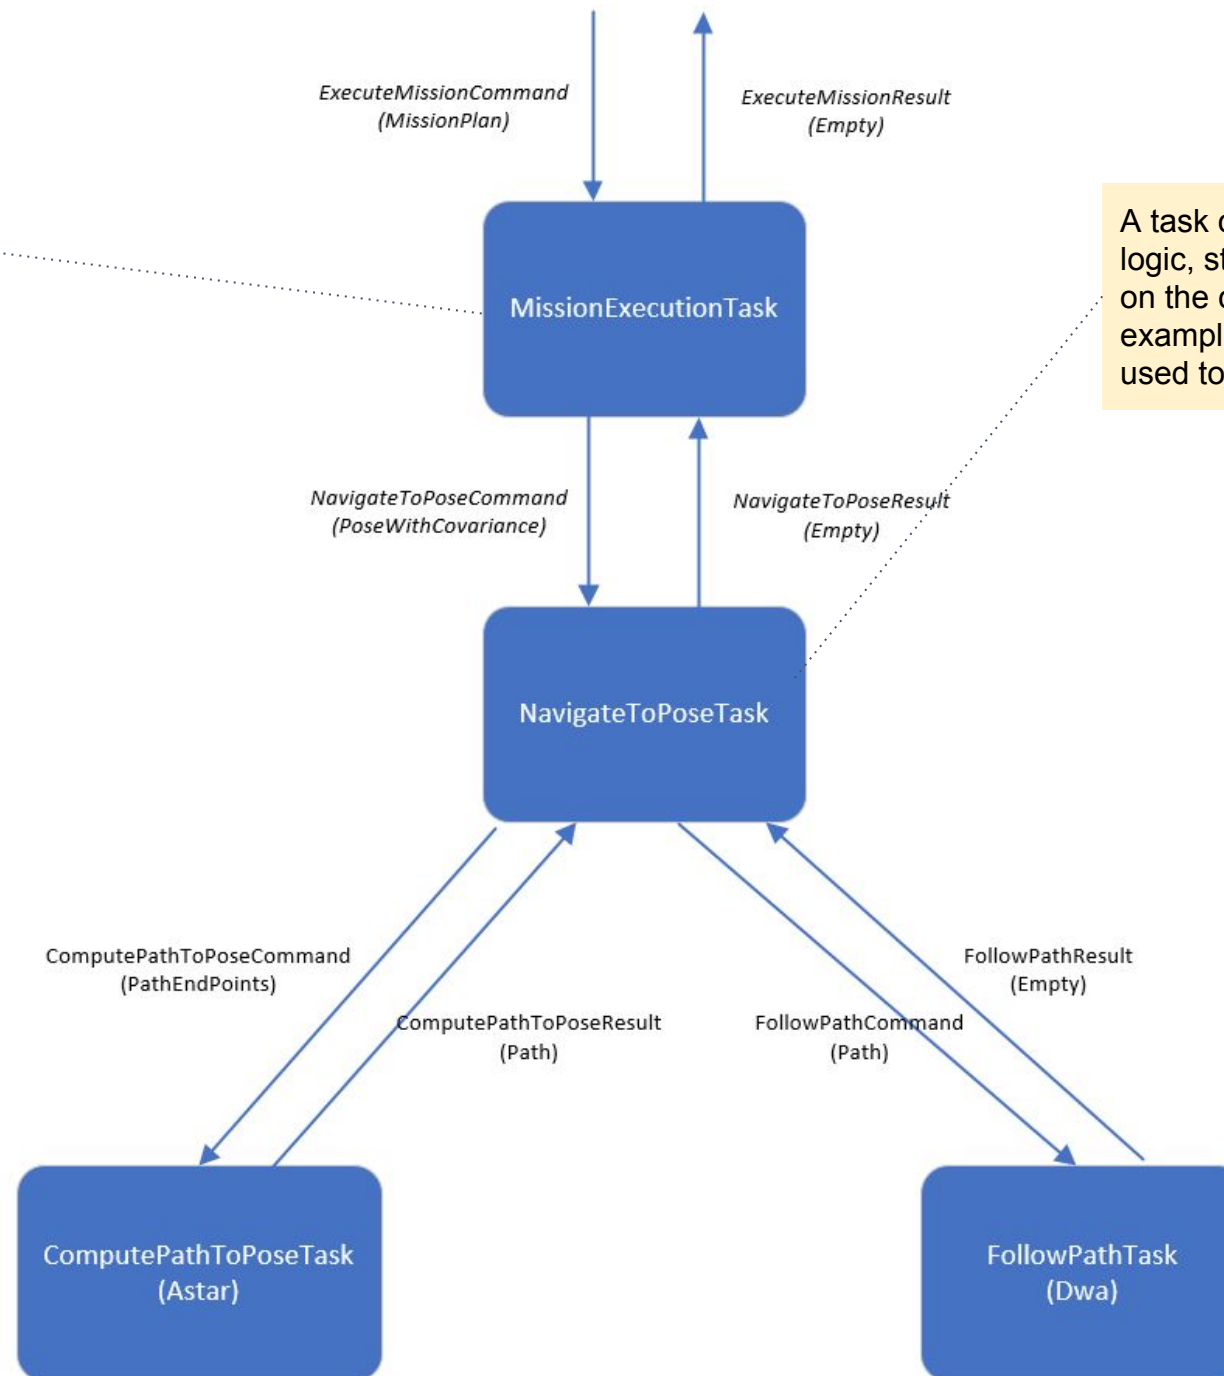 ExecuteMissionCommand
(MissionPlan)
ExecuteMissionResult
(Empty)
A task
logic,
on the
used to
MissionExecutionTask
NavigateToPoseCommand
(PoseWithCovariance)
NavigateToPoseResult
(Empty)
NavigateToPoseTask
ComputePathToPoseCommand
(PathEndPoints)
FollowPathResult
(Empty)
ComputePathToPoseResult
(Path)
FollowPathCommand
(Path)
ComputePathToPoseTask
(Astar)
FollowPathTask
(Dwa)